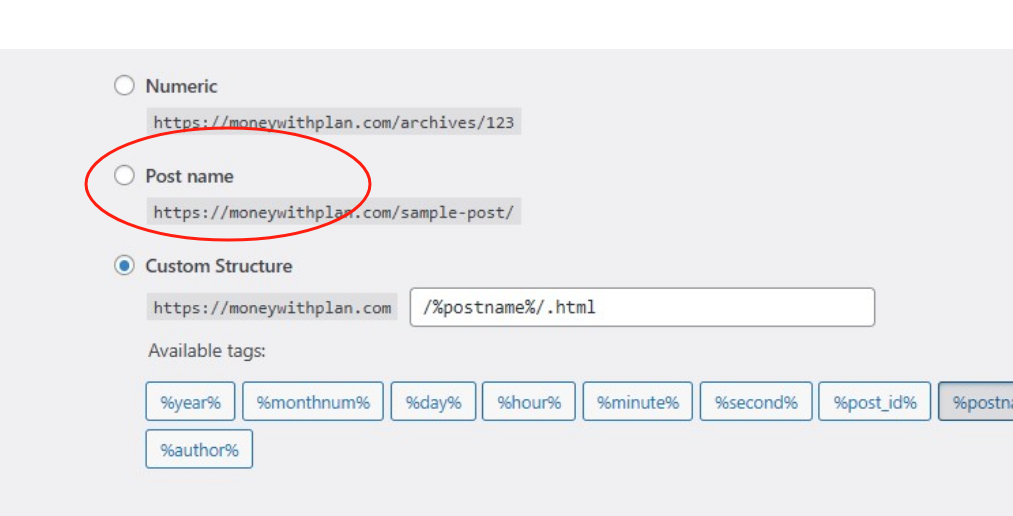 Numeric
https://moneywithplan.com/archives/123
Post name
https://moneywithplan.com/sample-post/
Custom Structure
https://moneywithplan.com /%postname%/.html
Available tags:
%year% %monthnum% %day% %hour% %minute% %second% %post_id% %postna
%author%